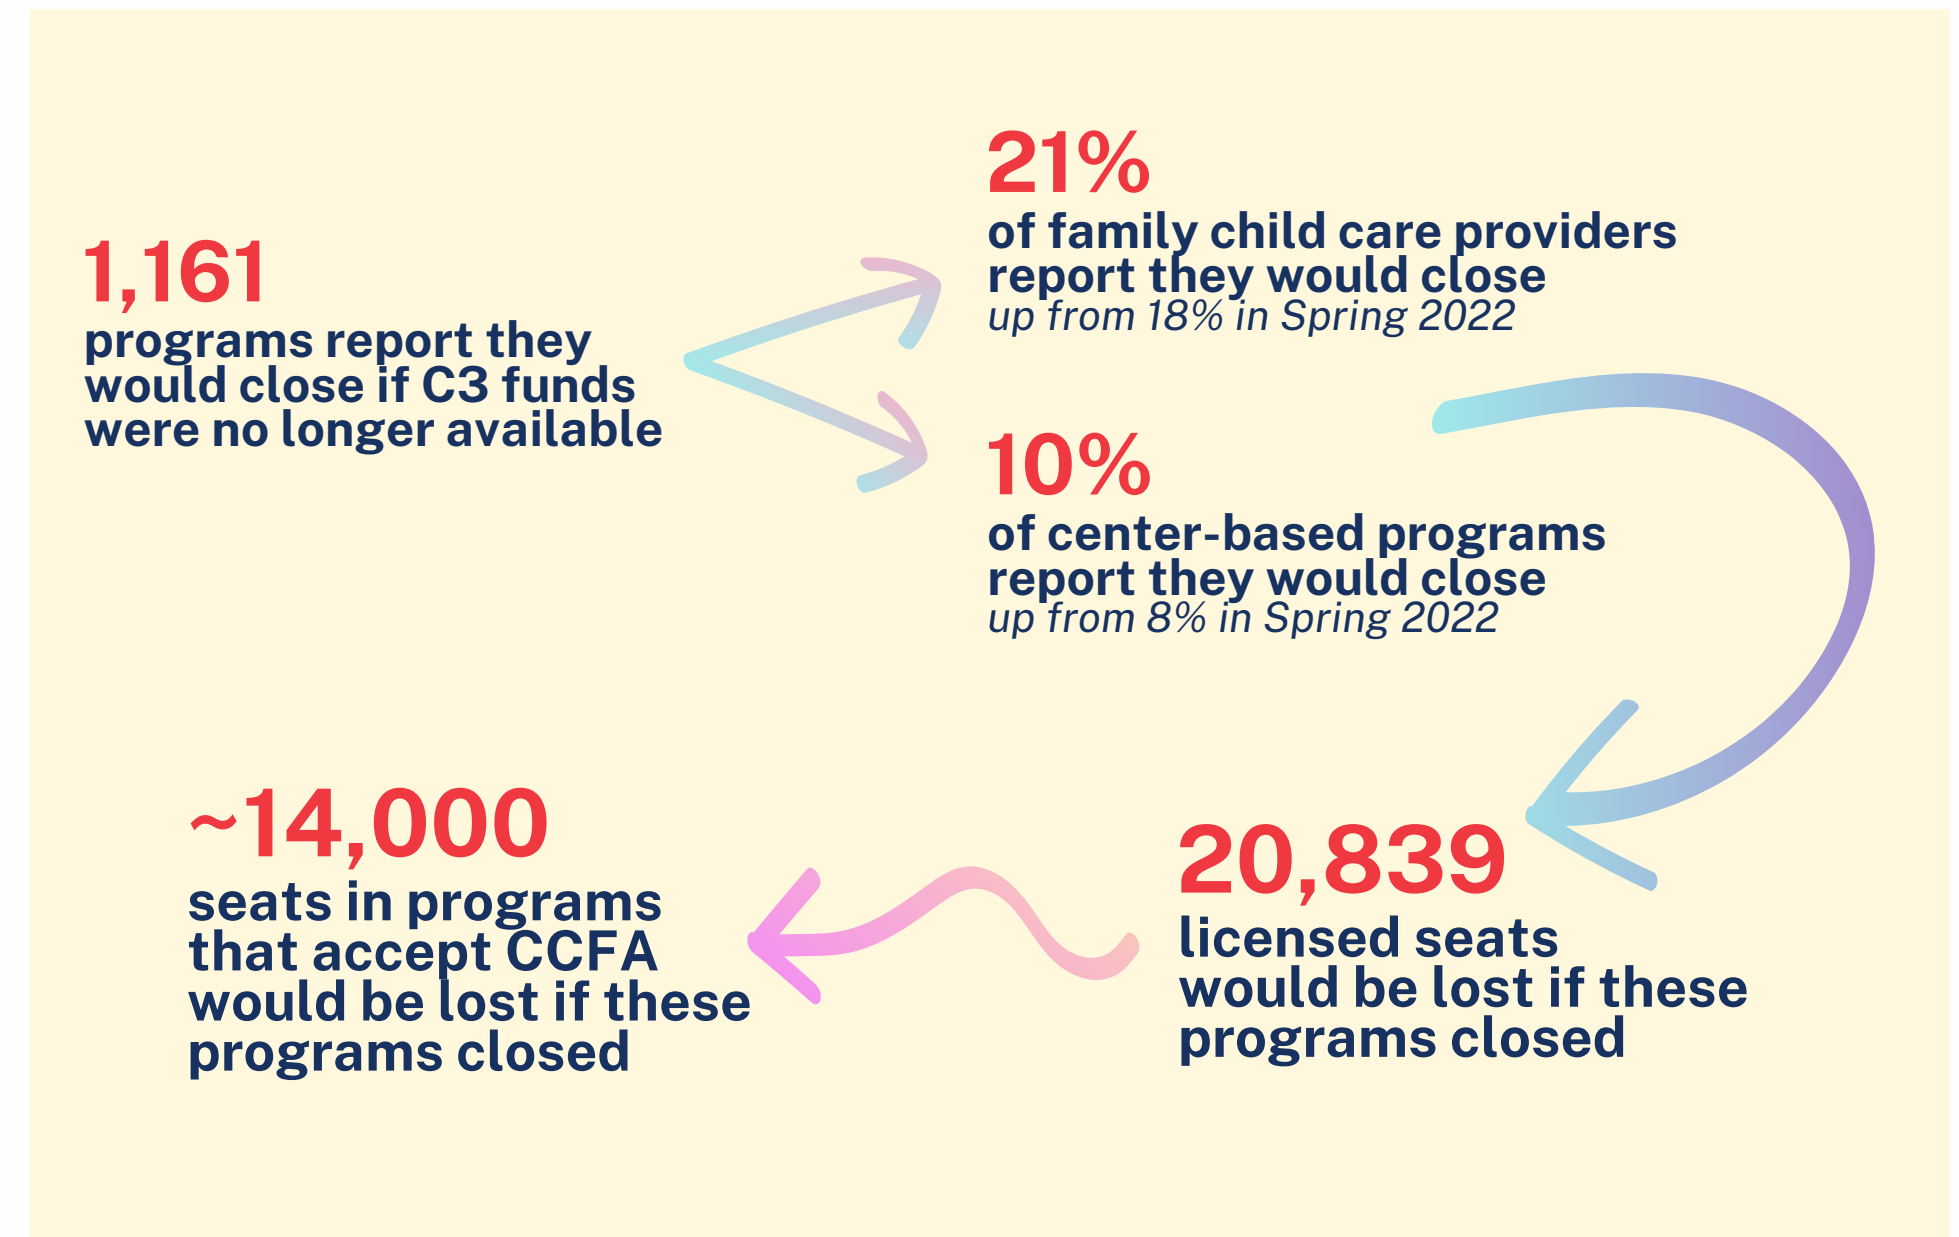 1,161
programs report they
would close if C3 funds
were no longer available
21%
of family child care providers
report they would close
up from 18% in Spring 2022
10%
of center-based programs
report they would close
up from 8% in Spring 2022
20,839
licensed seats
would be lost if these
programs closed
~14,000
seats in programs
that accept CCFA
would be lost if these
programs closed